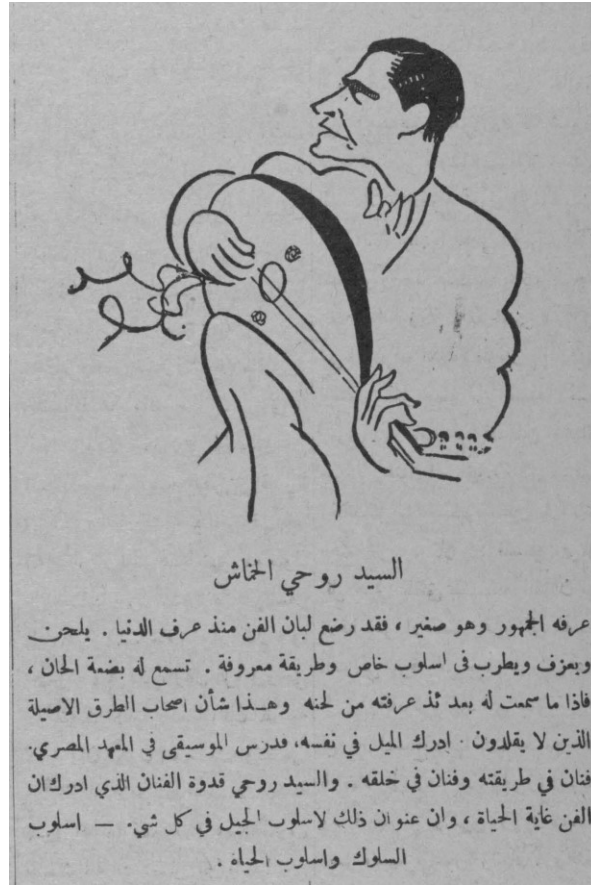 السيد روحي الخماش
عرفه الجمهور وهو صغير ، فقد رضع لبان الفن منذ عرف الدنيا . يلحن
ويعزف ويطرب فى اسلوب خاص وطريقة معروفة . تسمع له بضعة الحان ،
فاذا ما سمعت له بعد ئذ عرفته من لحنه وهـذا شأن اصحاب الطرق الاصيلة
الذين لا يقلدون . ادرك الميل في نفسه، فدرس الموسيقى في المعهد المصري.
فنان في طريقته وفنان في خلقه . والسيد روحي قدوة الفنان الذي ادرك ان
الفن غاية الحياة ، وان عنوان ذلك لاسلوب الجيل في كل شي. — اسلوب
السلوك واسلوب الحياة .